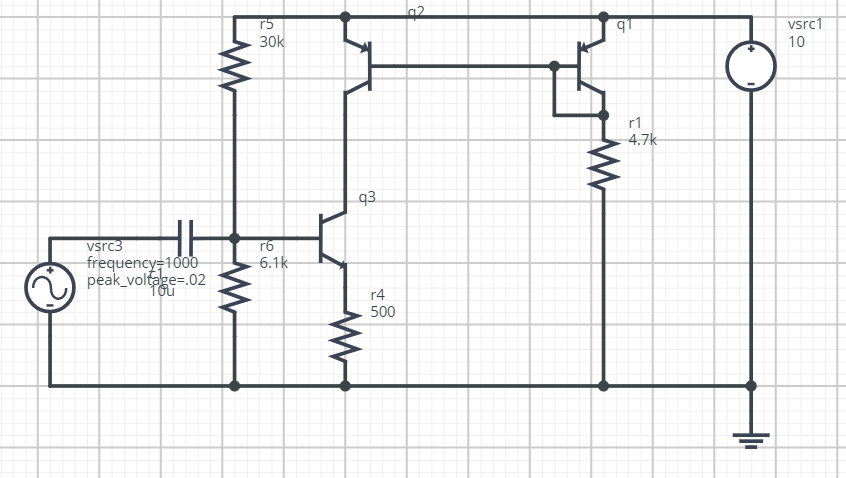 q2
r5
30k
q1
vsrc1
10
r1
4.7k
q3
vsrc3
frequency=1000
peak_voltage=.02
c1
10u
r6
6.1k
r4
500
+
-
+
-